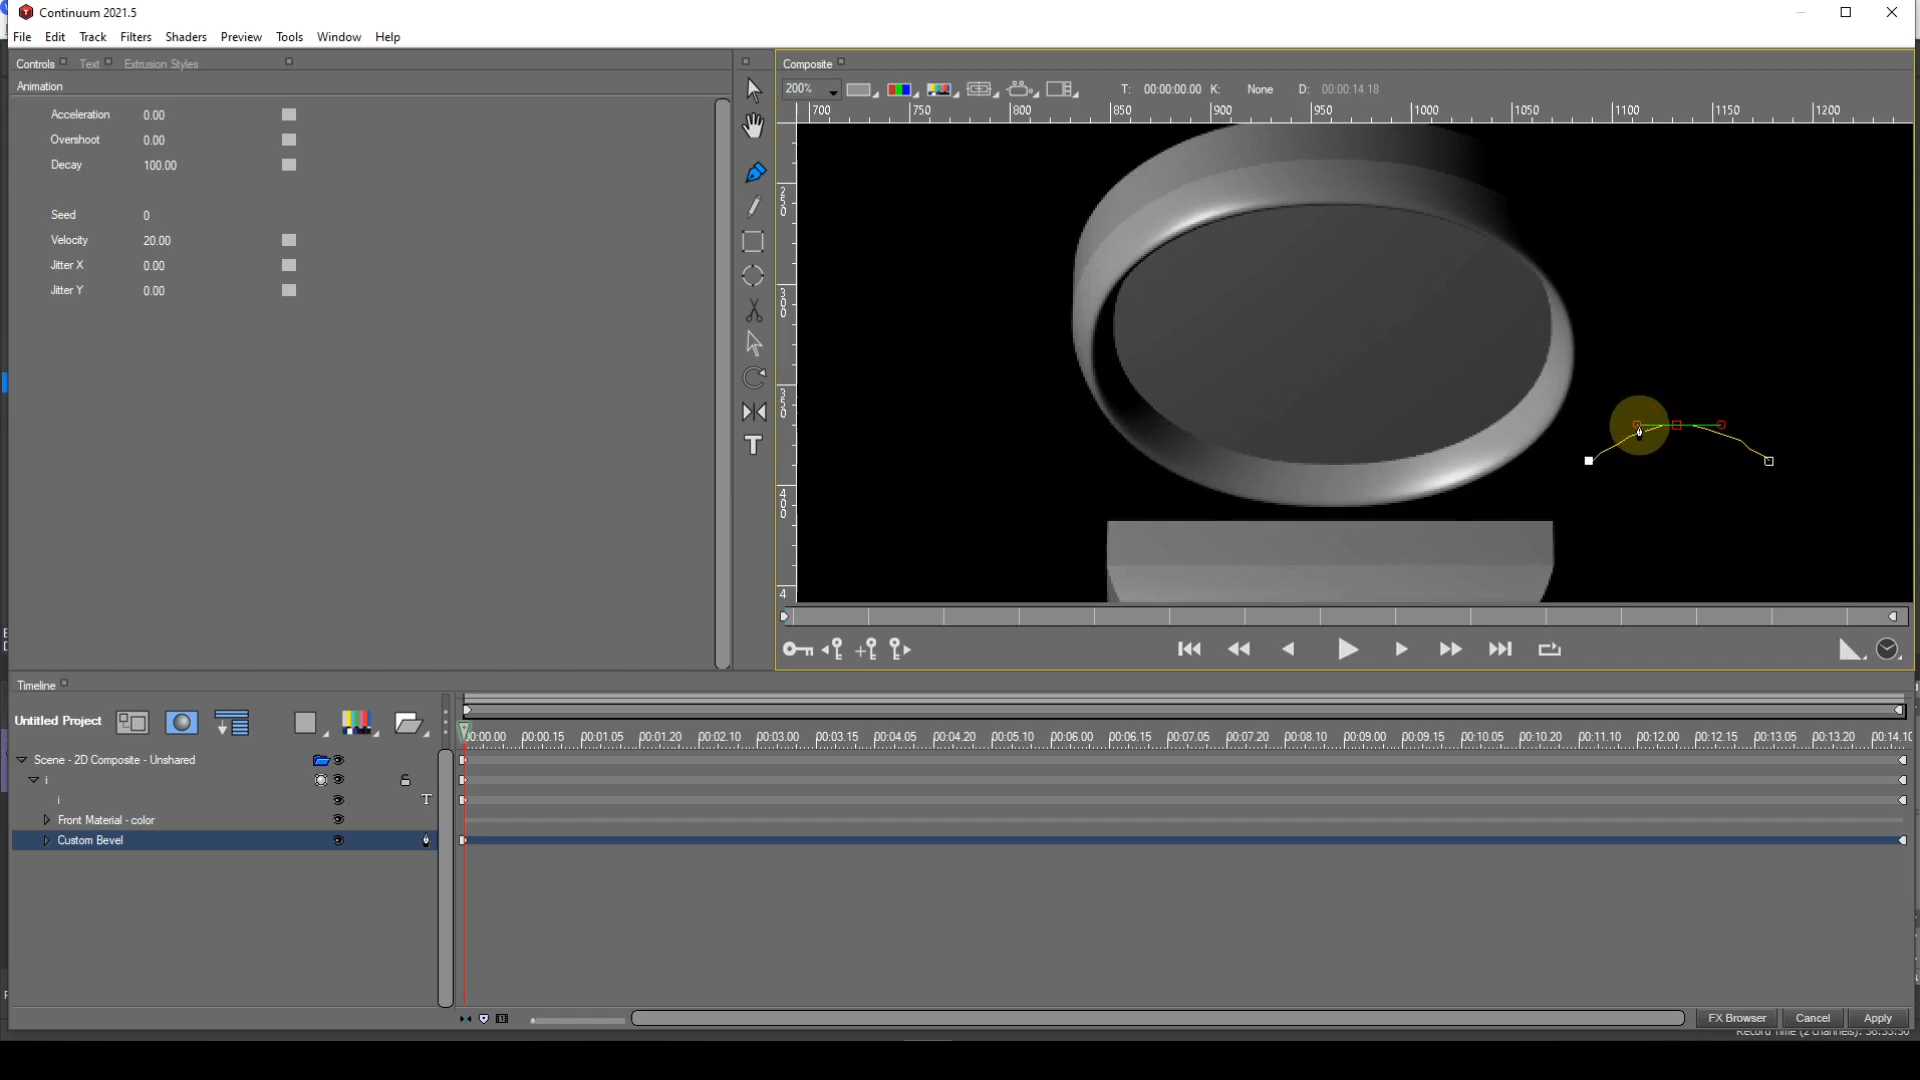 Continuum 2021.5
File Edit Track Filters Shaders Preview Tools Window Help
Controls Text Extrusion Styles
Composite
Animation
200% T: 00:00:00.00 K: None D: 00:00:14.18
700 750 800 850 900 950 1000 1050 1100 1150 1200
Acceleration 0.00
Overshoot 0.00
Decay 100.00
Seed 0
Velocity 20.00
Jitter X 0.00
Jitter Y 0.00
250
300
350
400
4
T
Timeline
Untitled Project
00:00.00 00:00.15 00:01.05 00:01.20 00:02.10 00:03.00 00:03.15 00:04.05 00:04.20 00:05.10 00:06.00 00:06.15 00:07.05 00:07.20 00:08.10 00:09.00 00:09.15 00:10.05 00:10.20 00:11.10 00:12.00 00:12.15 00:13.05 00:13.20 00:14.10
Scene - 2D Composite - Unshared
i
i T
Front Material - color
Custom Bevel
FX Browser Cancel Apply